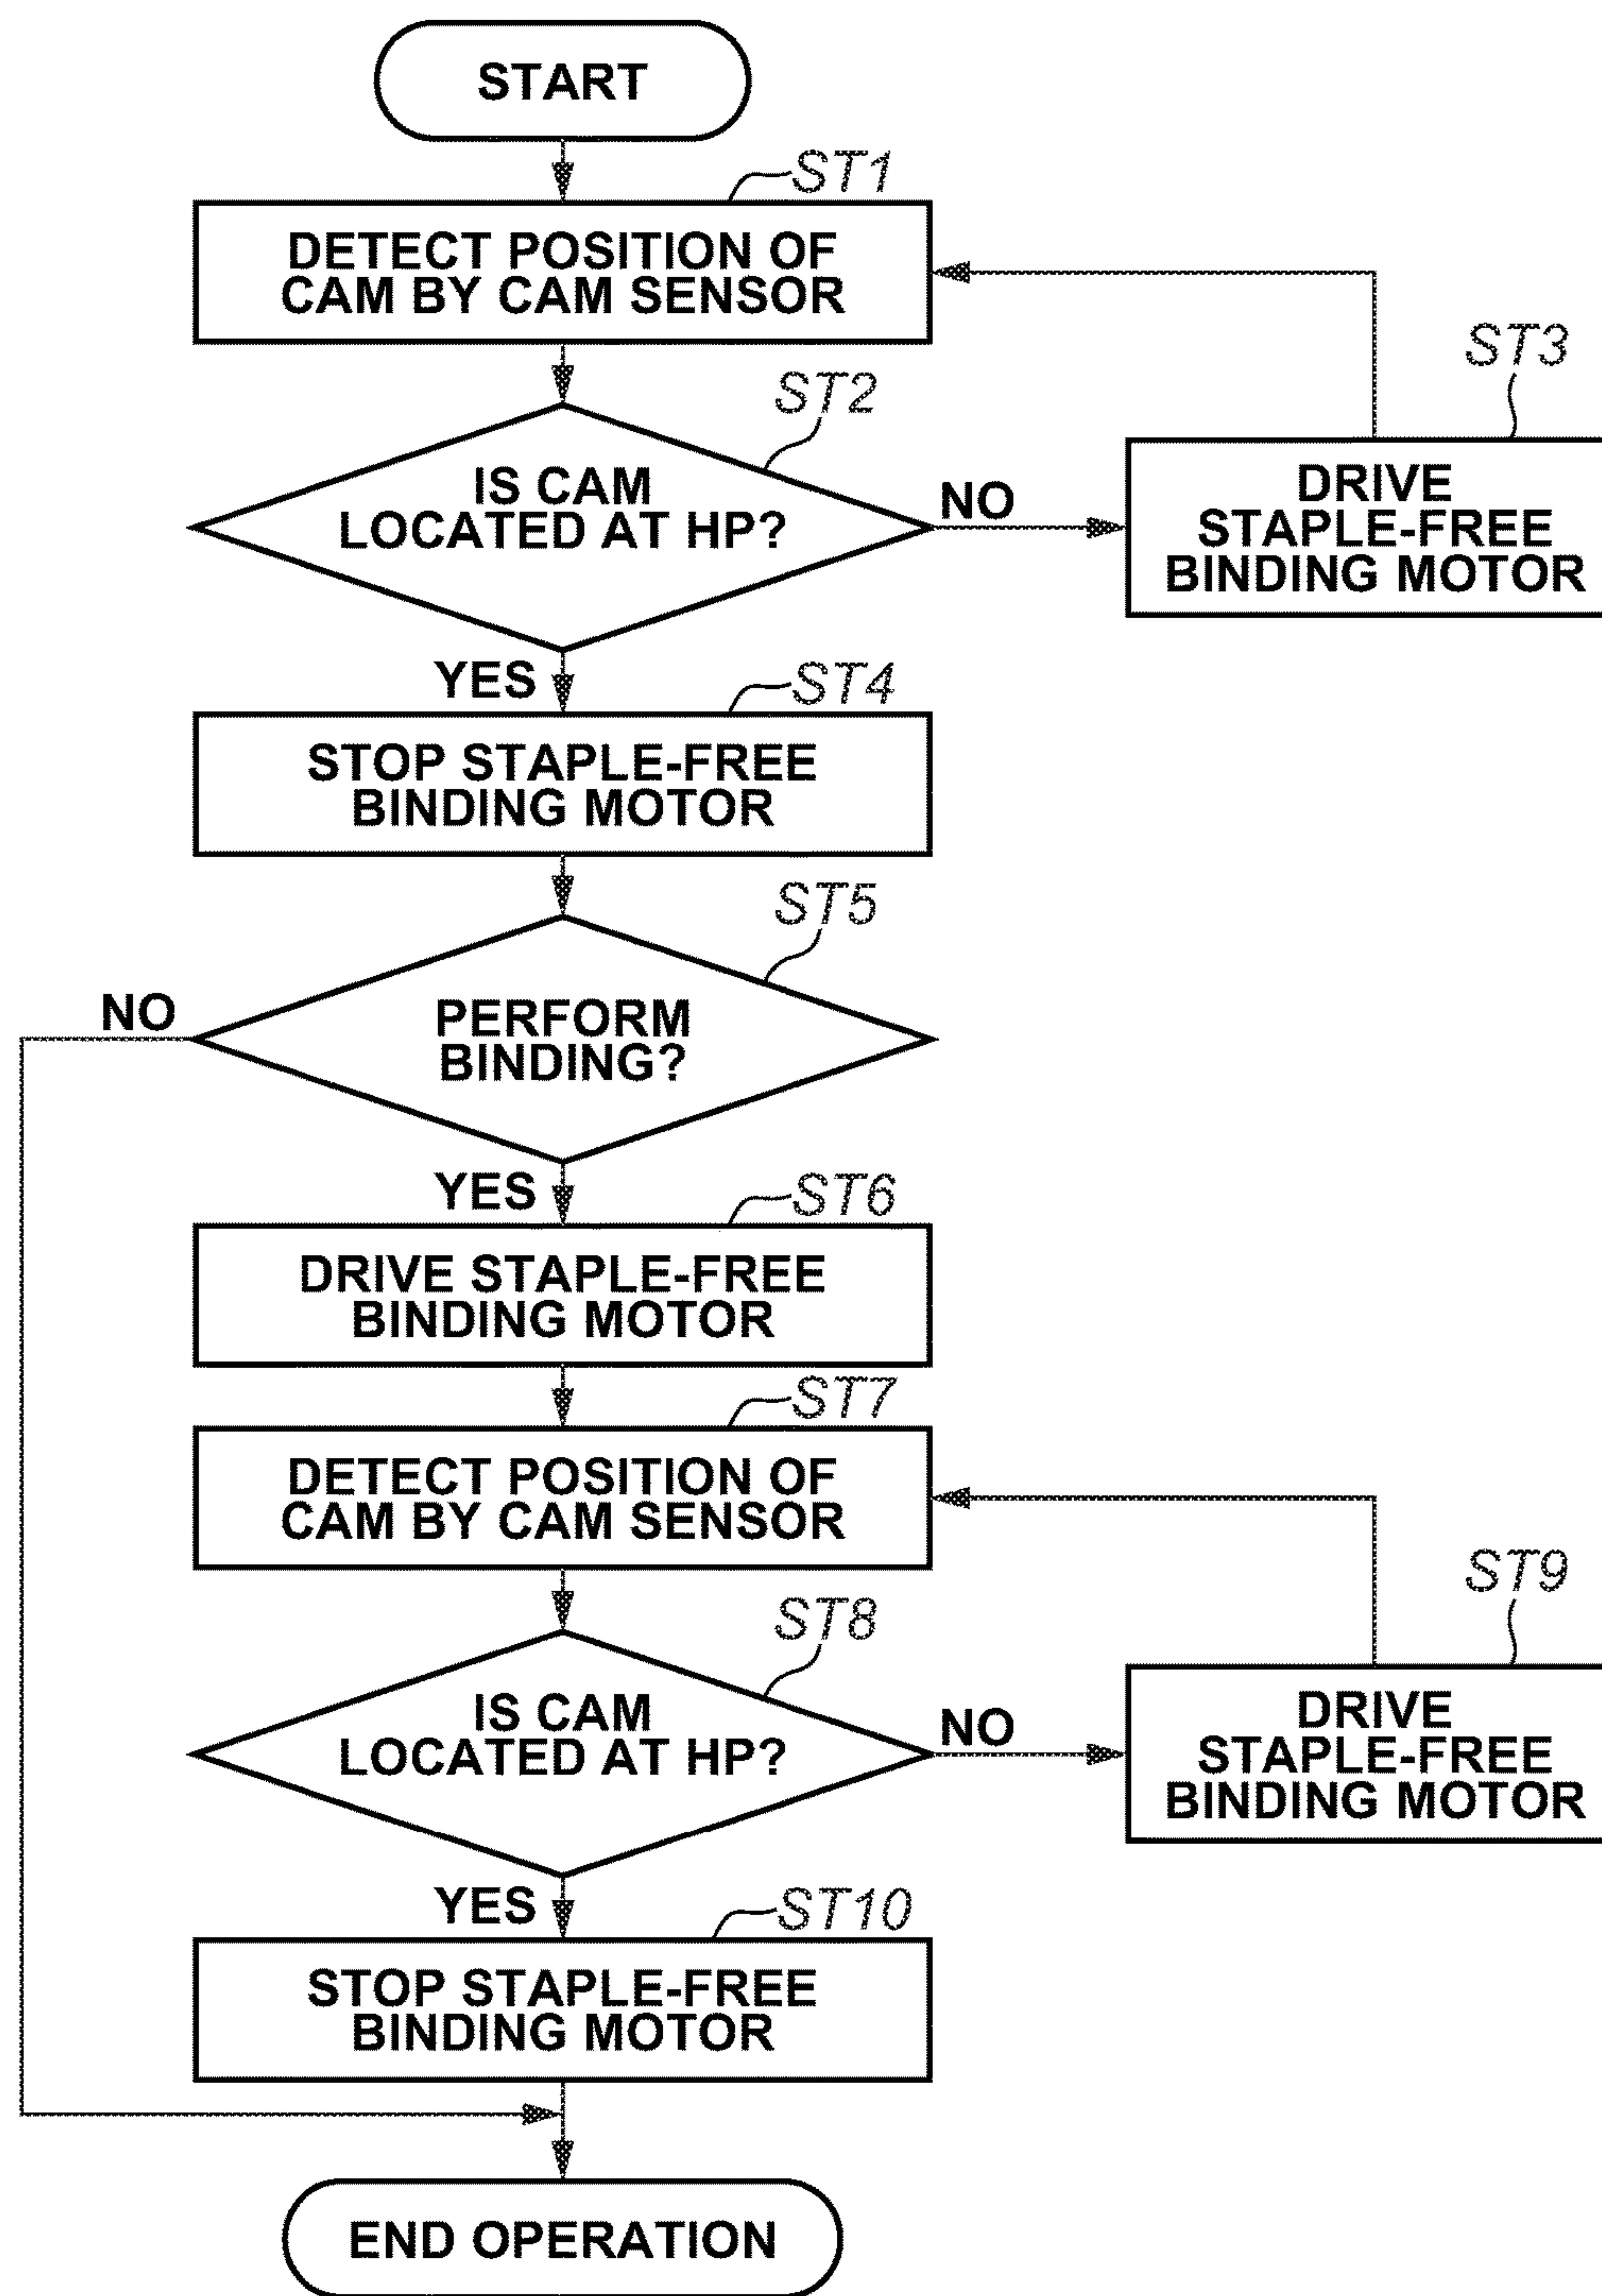 START
ST1
DETECT POSITION OF
CAM BY CAM SENSOR
ST2
IS CAM
LOCATED AT HP?
NO
ST3
DRIVE
STAPLE-FREE
BINDING MOTOR
YES
ST4
STOP STAPLE-FREE
BINDING MOTOR
ST5
NO
PERFORM
BINDING?
YES
ST6
DRIVE STAPLE-FREE
BINDING MOTOR
ST7
DETECT POSITION OF
CAM BY CAM SENSOR
ST8
IS CAM
LOCATED AT HP?
NO
ST9
DRIVE
STAPLE-FREE
BINDING MOTOR
YES
ST10
STOP STAPLE-FREE
BINDING MOTOR
END OPERATION